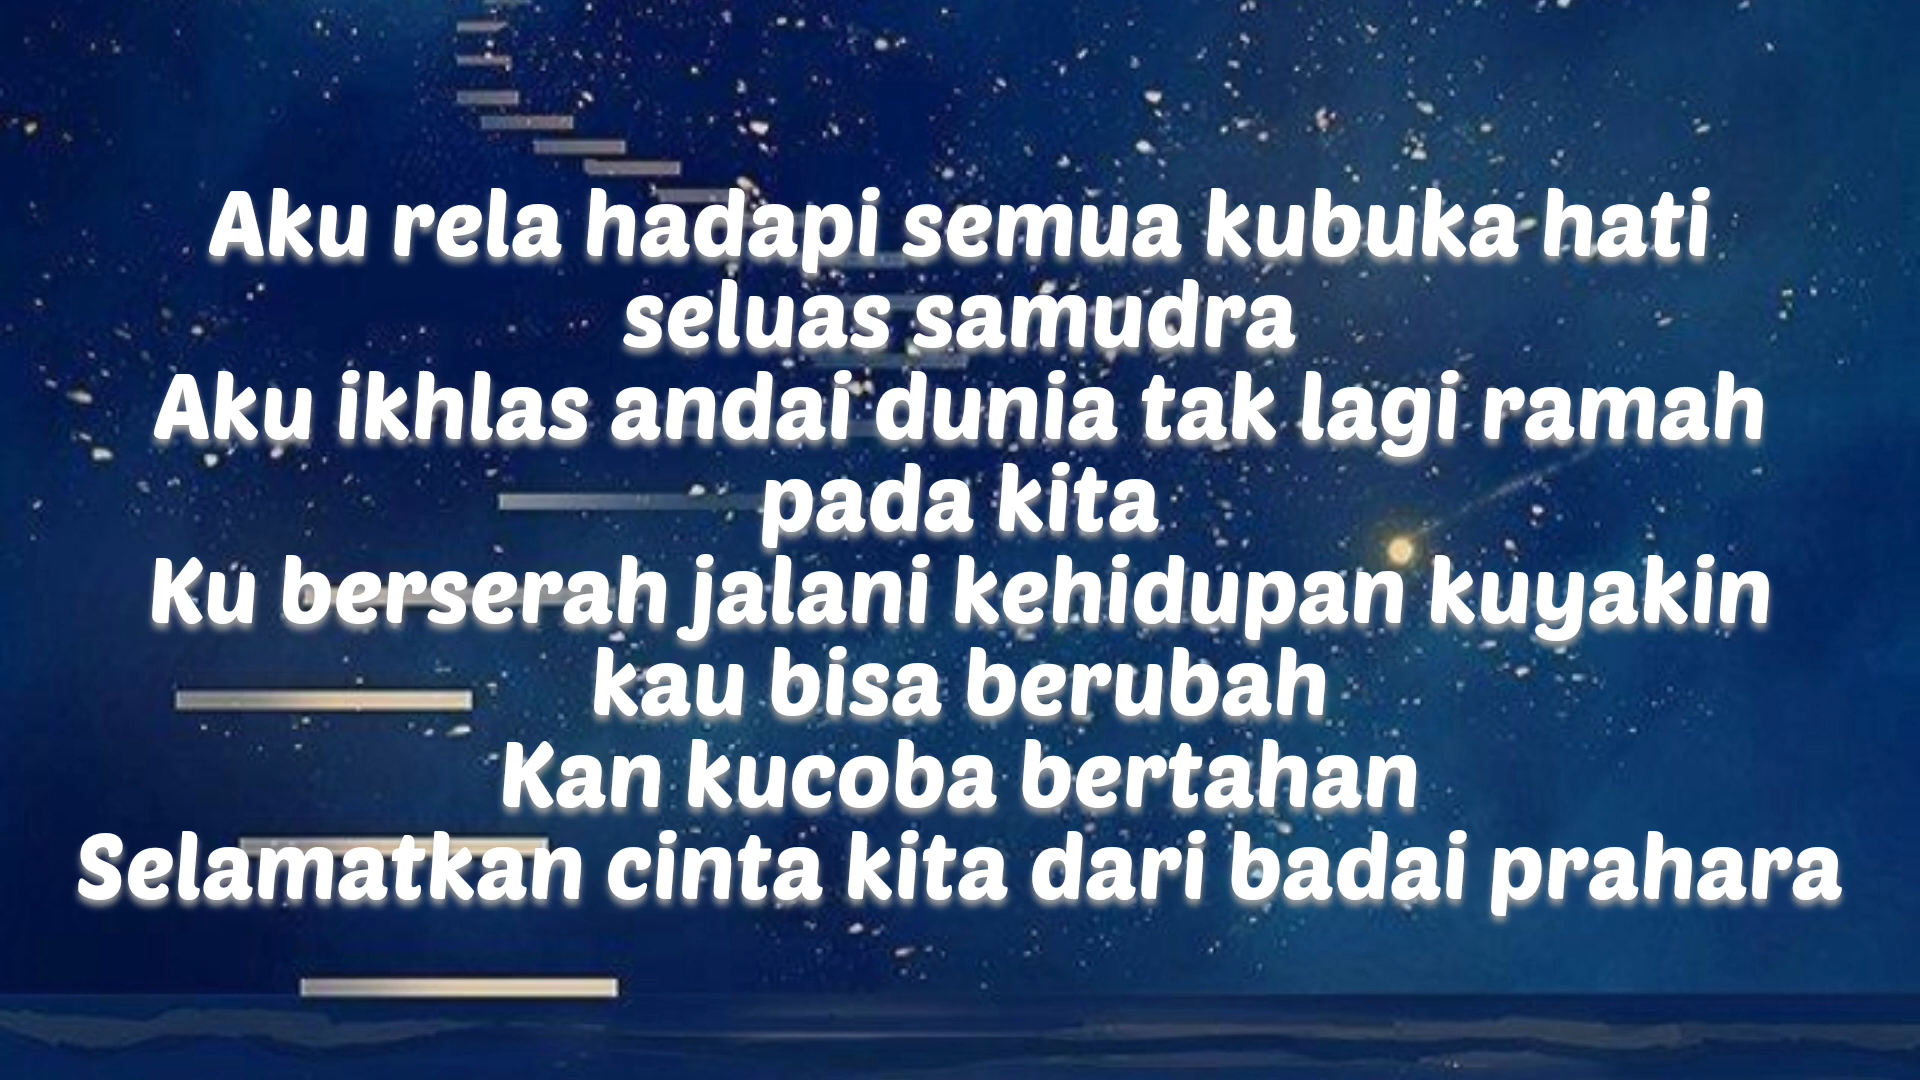 Aku rela hadapi semua kubuka hati
seluas samudra
Aku ikhlas andai dunia tak lagi ramah
pada kita
Ku berserah jalani kehidupan kuyakin
kau bisa berubah
Kan kucoba bertahan
Selamatkan cinta kita dari badai prahara